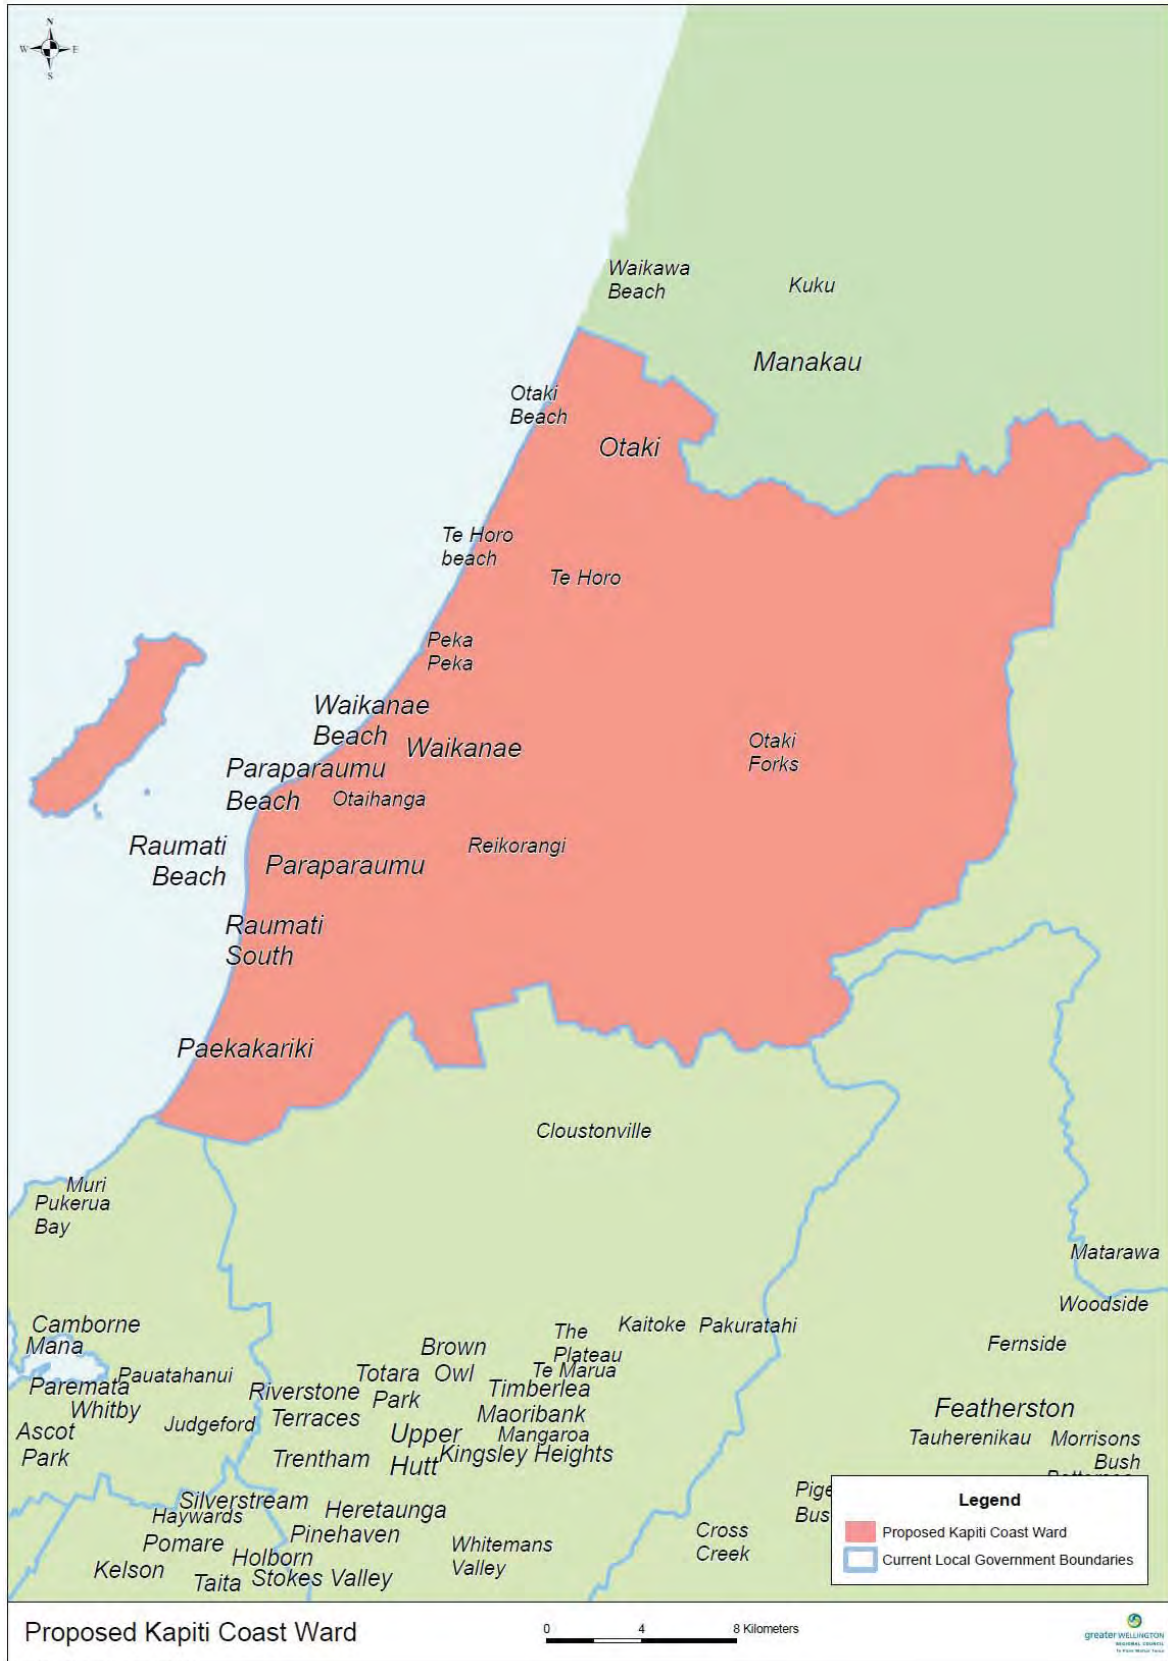 N
W E
S
Waikawa
Beach
Kuku
Manakau
Otaki
Beach
Otaki
Te Horo
beach
Te Horo
Peka
Peka
Waikanae
Beach
Waikanae
Otaki
Forks
Paraparaumu
Beach
Otaihanga
Raumati
Beach
Paraparaumu
Reikorangi
Raumati
South
Paekakariki
Cloustonville
Muri
Pukerua
Bay
Matarawa
Woodside
Fernside
Camborne
Mana
Pauatahanui
Paremata
Whitby
Ascot
Park
Judgeford
Riverstone
Terraces
Totara
Park
Brown
Owl
The
Plateau
Te Marua
Kaitoke
Pakuratahi
Timberlea
Maoribank
Mangaroa
Upper
Hutt
Kingsley Heights
Trentham
Featherston
Tauherenikau
Morrisons
Bush
Silverstream
Haywards
Heretaunga
Pomare
Pinehaven
Holborn
Kelson
Taita
Stokes Valley
Whitemans
Valley
Cross
Creek
Legend
Proposed Kapiti Coast Ward
Current Local Government Boundaries
Proposed Kapiti Coast Ward
0 4 8 Kilometers
greater WELLINGTON
REGIONAL COUNCIL